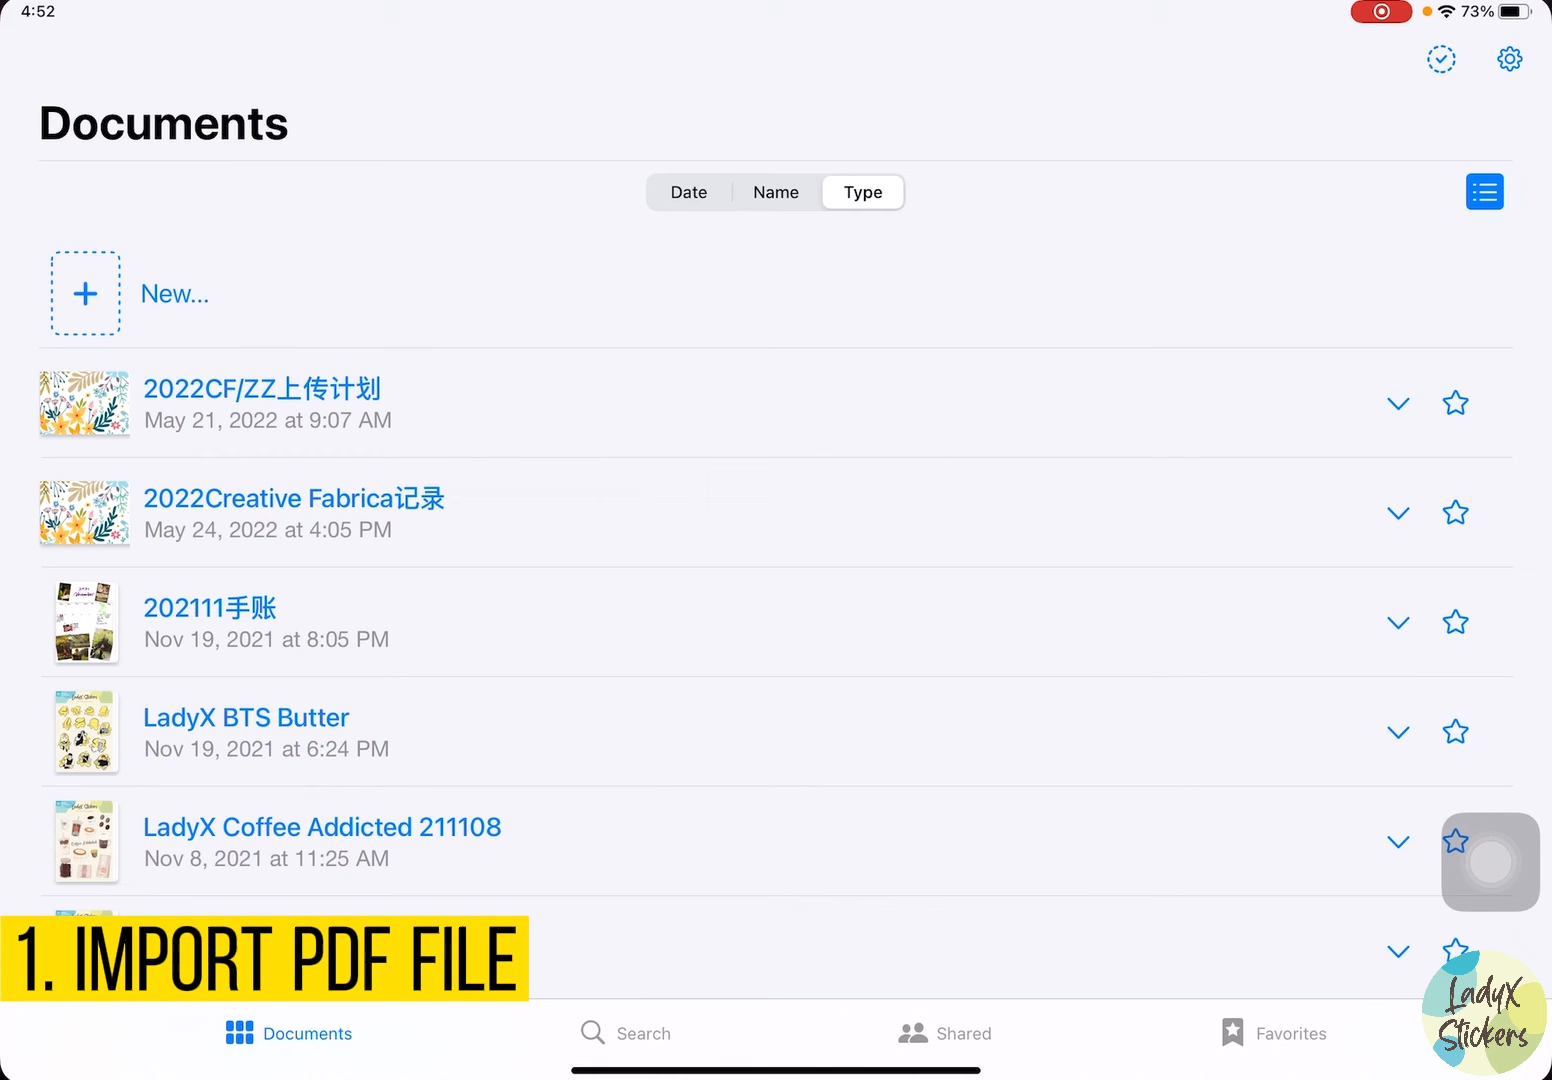 4:52
73%
Documents
Date
Name
Type
New...
2022CF/ZZ上传计划
May 21, 2022 at 9:07 AM
2022Creative Fabrica记录
May 24, 2022 at 4:05 PM
202111手账
Nov 19, 2021 at 8:05 PM
LadyX BTS Butter
Nov 19, 2021 at 6:24 PM
LadyX Coffee Addicted 211108
Nov 8, 2021 at 11:25 AM
1. IMPORT PDF FILE
Documents
Search
Shared
Favorites
LadyX
Stickers